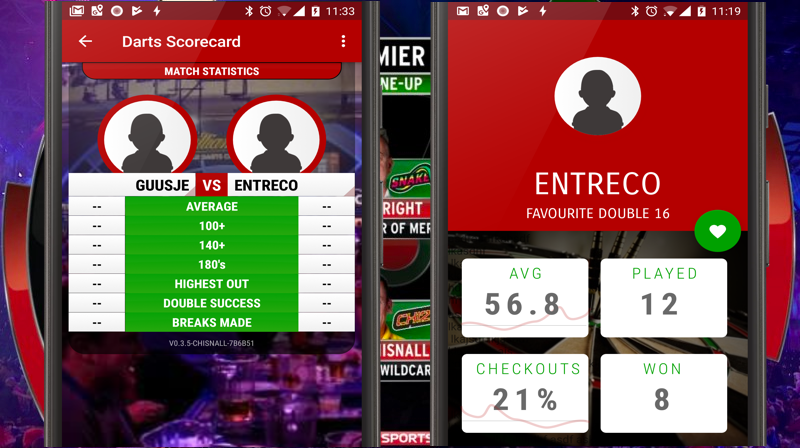 11:33
Darts Scorecard
MATCH STATISTICS
GUUSJE VS ENTRECO
-- AVERAGE --
-- 100+ --
-- 140+ --
-- 180's --
-- HIGHEST OUT --
-- DOUBLE SUCCESS --
-- BREAKS MADE --
V0.3.5-CHISNALL-7B6B51
MIER
NE-UP
SNAKE
RIGHT
OF MER
CHIZ
ISNALL
WILDCAR
SPORTS
11:19
ENTRECO
FAVOURITE DOUBLE 16
AVG
56.8
PLAYED
12
CHECKOUTS
21%
WON
8